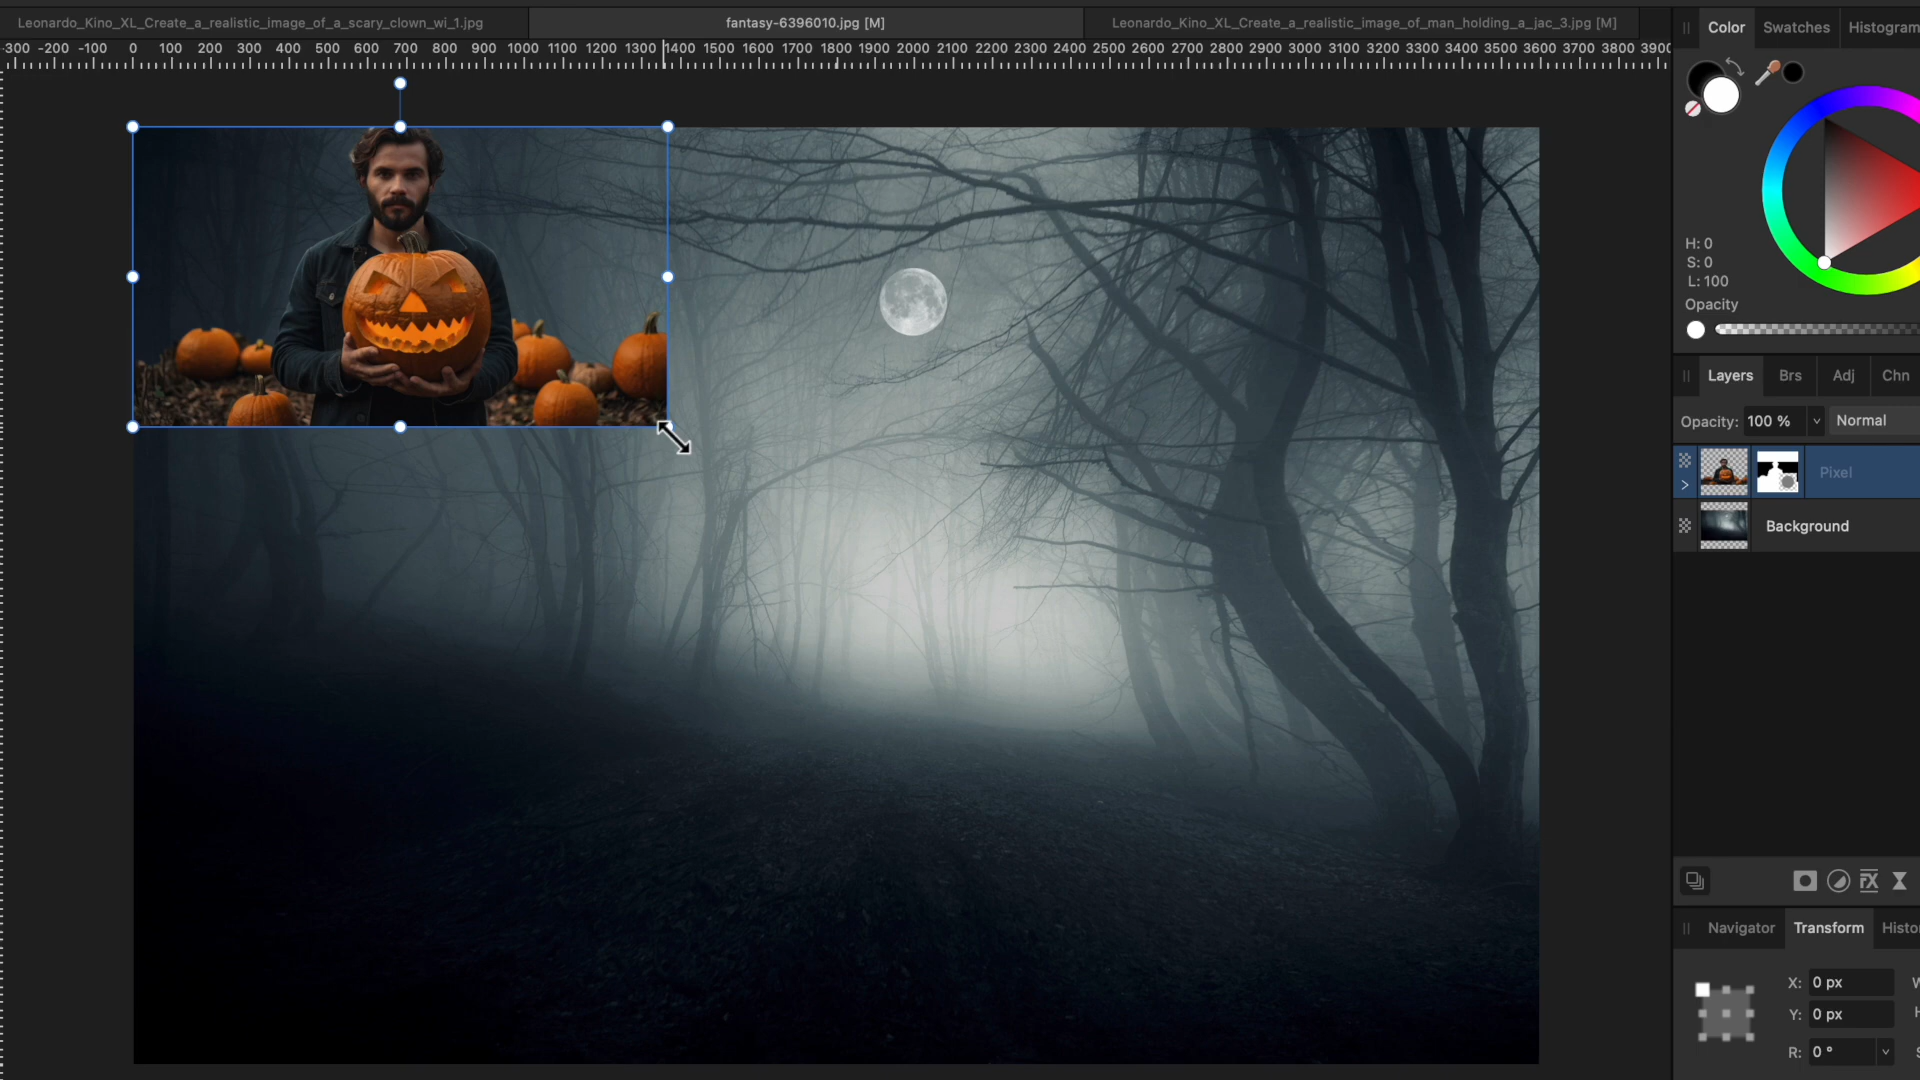 Leonardo_Kino_XL_Create_a_realistic_image_of_a_scary_clown_wi_1.jpg
fantasy-6396010.jpg [M]
Leonardo_Kino_XL_Create_a_realistic_image_of_man_holding_a_jac_3.jpg [M]
-300 -200 -100 0 100 200 300 400 500 600 700 800 900 1000 1100 1200 1300 1400 1500 1600 1700 1800 1900 2000 2100 2200 2300 2400 2500 2600 2700 2800 2900 3000 3100 3200 3300 3400 3500 3600 3700 3800 3900
Color Swatches Histogram
H: 0
S: 0
L: 100
Opacity
Layers Brs Adj Chn
Opacity: 100 % Normal
Pixel
Background
FX
Navigator Transform Histo
X: 0 px
Y: 0 px
R: 0 °